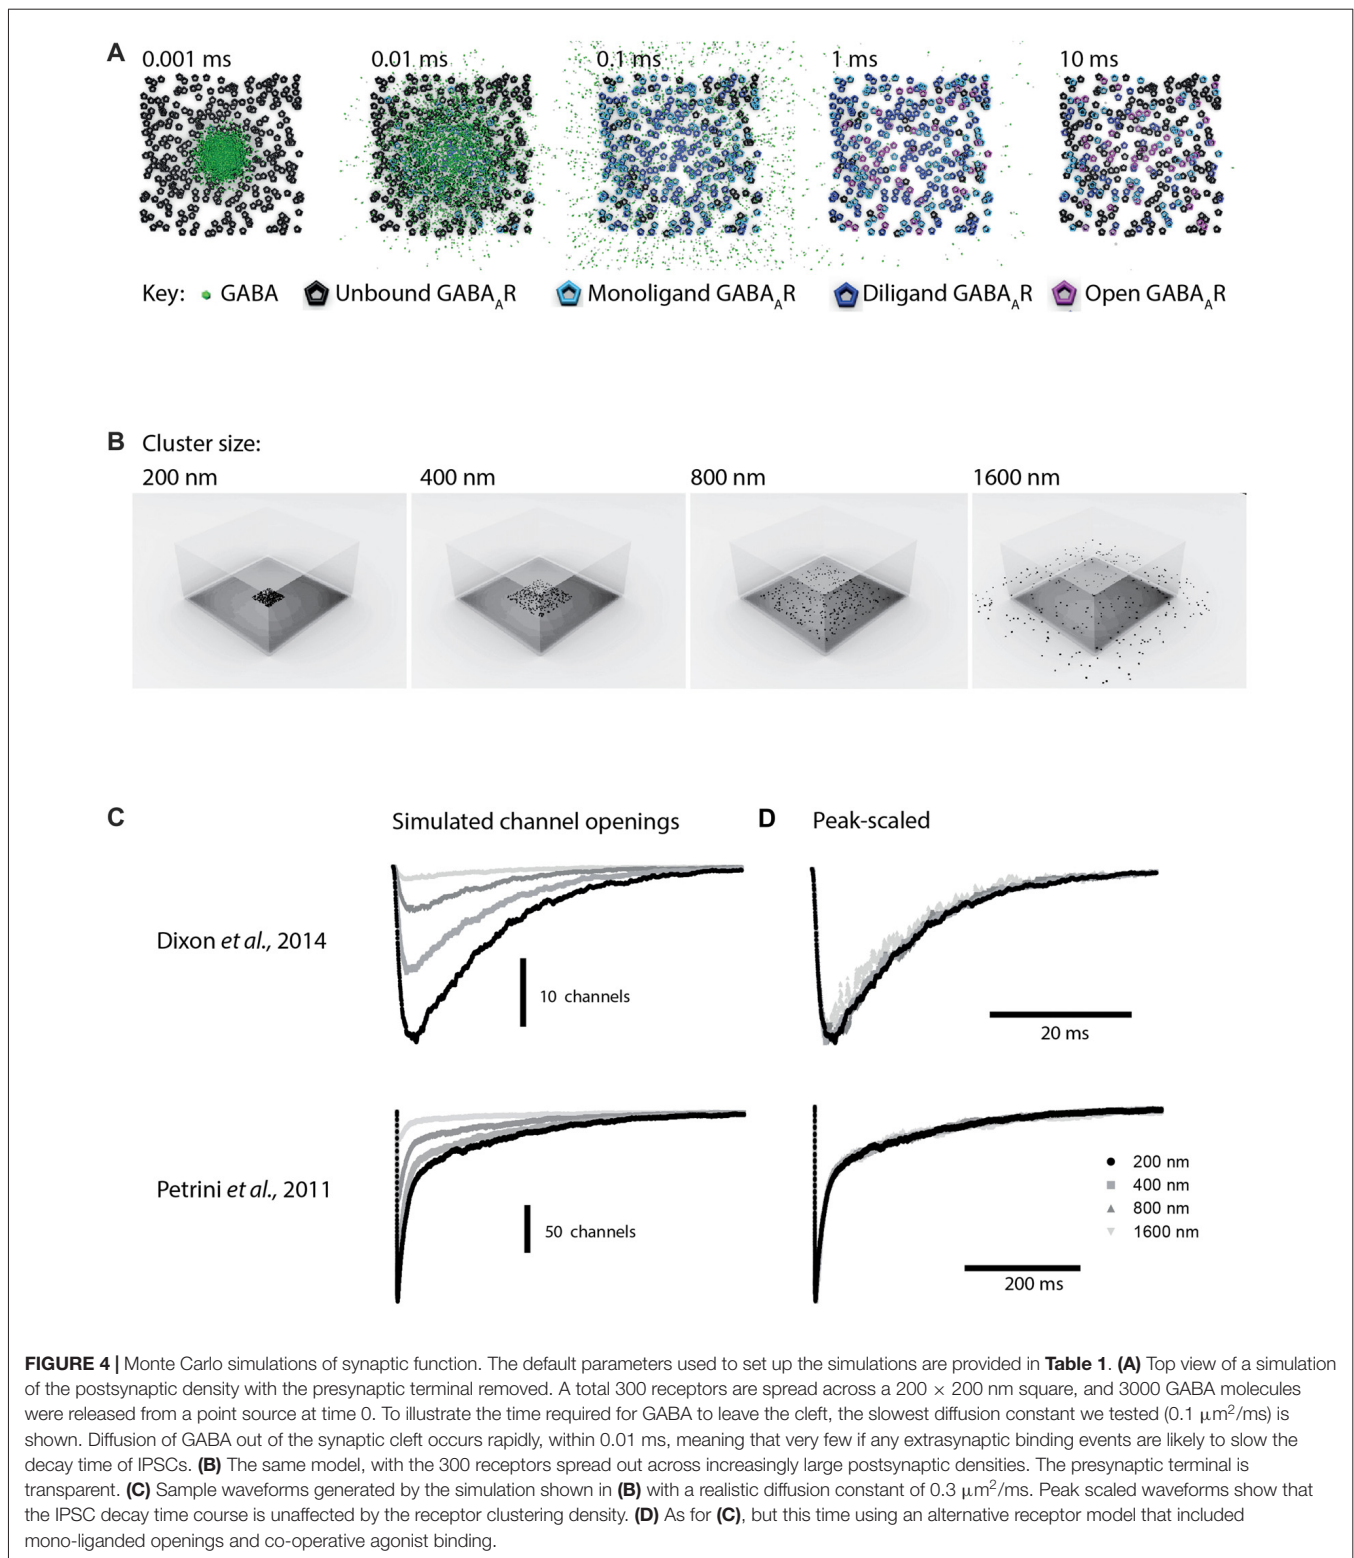 A
0.001 ms 0.01 ms 0.1 ms 1 ms 10 ms
Key: GABA Unbound GABA_AR Monoligand GABA_AR Diligand GABA_AR Open GABA_AR
B Cluster size:
200 nm 400 nm 800 nm 1600 nm
C Simulated channel openings D Peak-scaled
Dixon et al., 2014
10 channels
20 ms
Petrini et al., 2011
50 channels
200 nm
400 nm
800 nm
1600 nm
200 ms
FIGURE 4 | Monte Carlo simulations of synaptic function. The default parameters used to set up the simulations are provided in Table 1. (A) Top view of a simulation
of the postsynaptic density with the presynaptic terminal removed. A total 300 receptors are spread across a 200 × 200 nm square, and 3000 GABA molecules
were released from a point source at time 0. To illustrate the time required for GABA to leave the cleft, the slowest diffusion constant we tested (0.1 μm²/ms) is
shown. Diffusion of GABA out of the synaptic cleft occurs rapidly, within 0.01 ms, meaning that very few if any extrasynaptic binding events are likely to slow the
decay time of IPSCs. (B) The same model, with the 300 receptors spread out across increasingly large postsynaptic densities. The presynaptic terminal is
transparent. (C) Sample waveforms generated by the simulation shown in (B) with a realistic diffusion constant of 0.3 μm²/ms. Peak scaled waveforms show that
the IPSC decay time course is unaffected by the receptor clustering density. (D) As for (C), but this time using an alternative receptor model that included
mono-liganded openings and co-operative agonist binding.